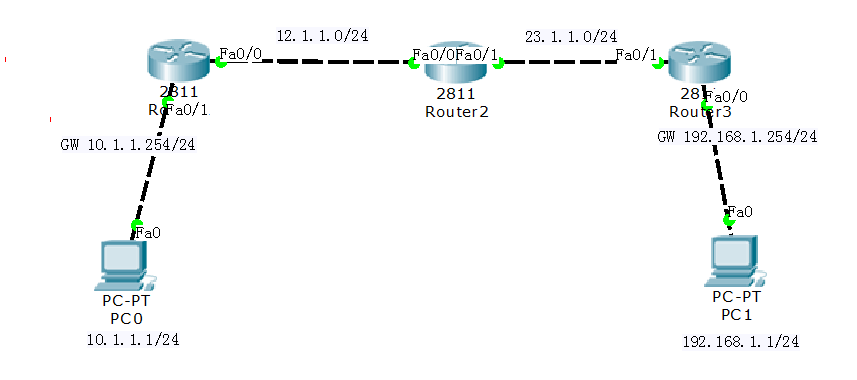 12.1.1.0/24
23.1.1.0/24
Fa0/0
Fa0/0
Fa0/1
Fa0/1
2811
2811
Router2
Router3
Fa0/1
Fa0/0
GW 10.1.1.254/24
GW 192.168.1.254/24
Fa0
Fa0
PC-PT
PC0
PC-PT
PC1
10.1.1.1/24
192.168.1.1/24